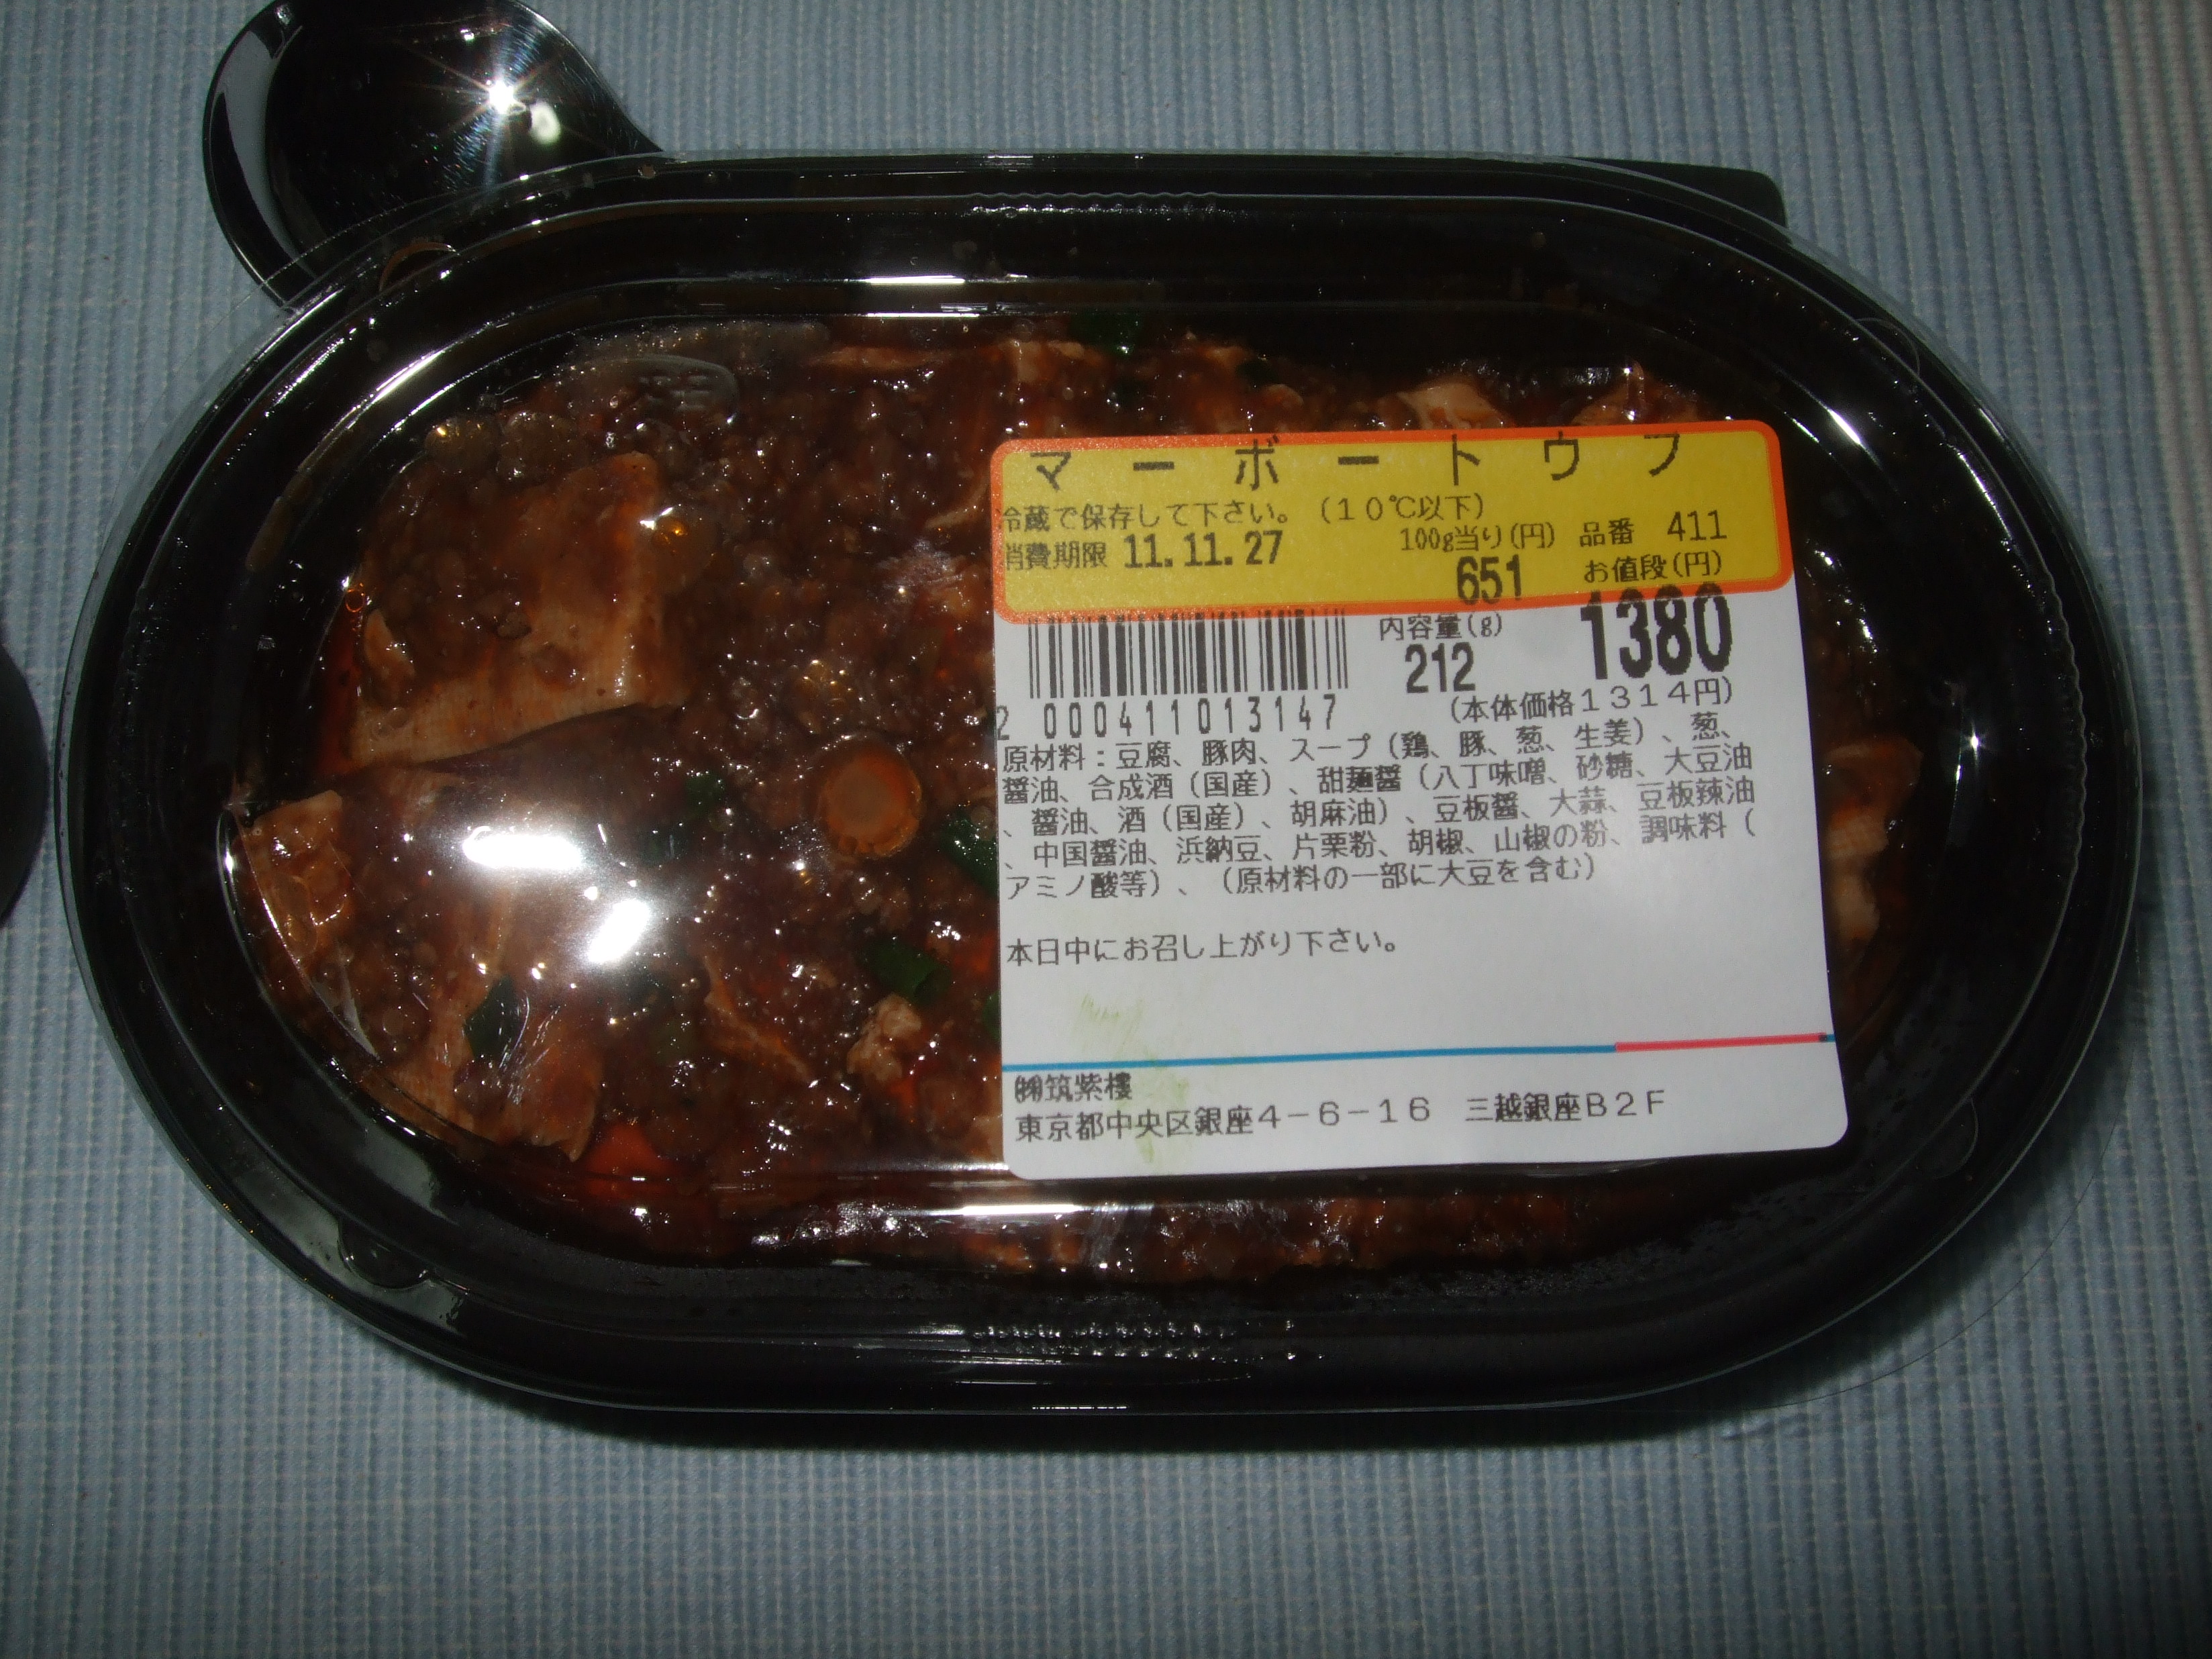 マーボートウフ
冷蔵で保存して下さい。（１０℃以下）
100g当り(円) 品番 411
消費期限 11.11.27
651 お値段(円)
1380
内容量(g)
212
(本体価格１３１４円)
2 000411013147
原材料：豆腐、豚肉、スープ（鶏、豚、葱、生姜）、葱、
醤油、合成酒（国産）、甜麺醤（八丁味噌、砂糖、大豆油
、醤油、酒（国産）、胡麻油）、豆板醤、大蒜、豆板辣油
、中国醤油、浜納豆、片栗粉、胡椒、山椒の粉、調味料（
アミノ酸等）、（原材料の一部に大豆を含む）
本日中にお召し上がり下さい。
㈱筑紫樓
東京都中央区銀座４－６－１６ 三越銀座Ｂ２Ｆ